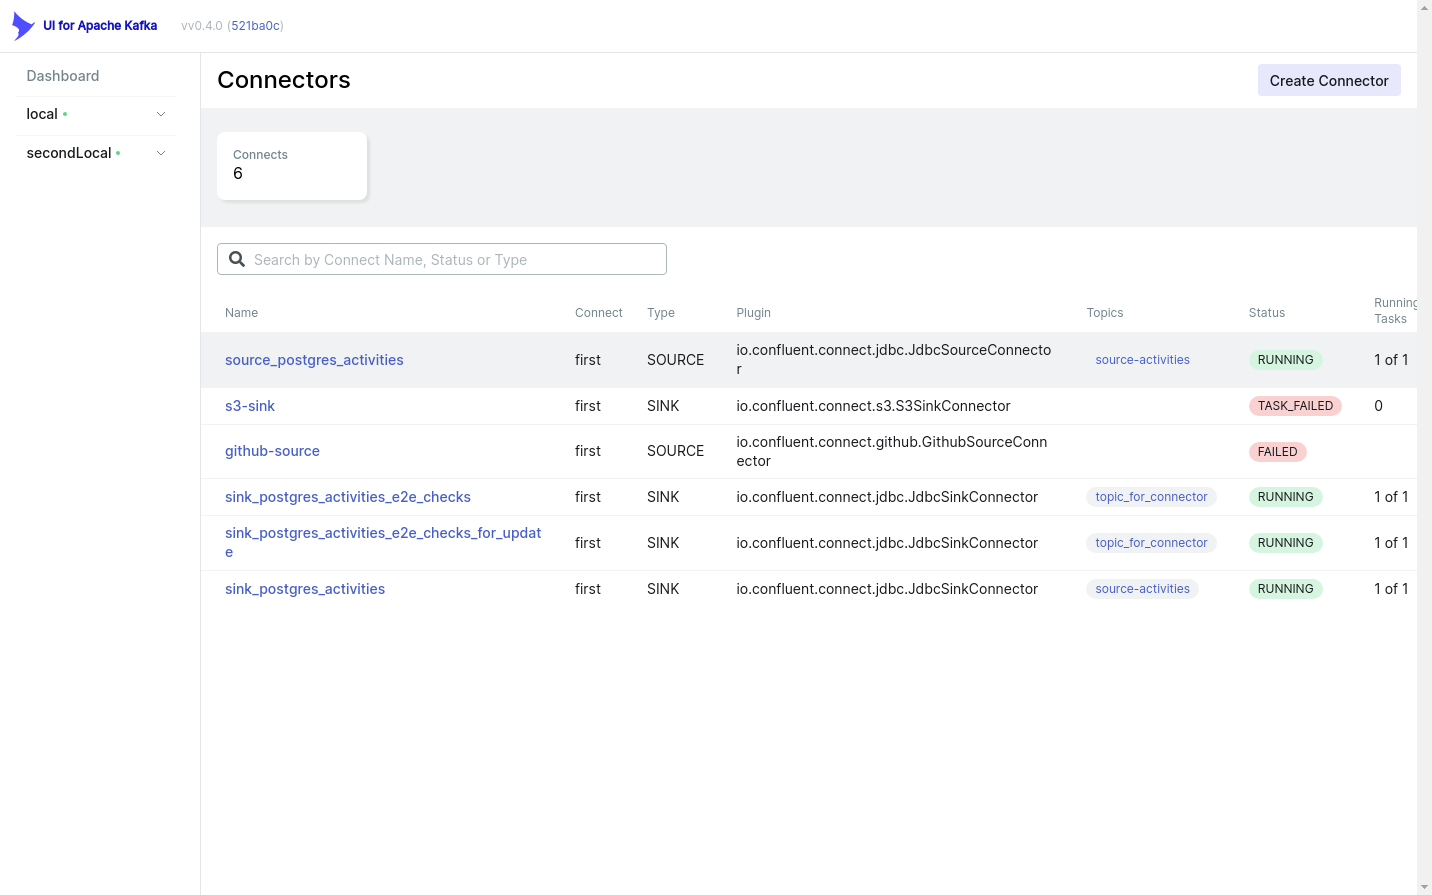 UI for Apache Kafka vv0.4.0 (521ba0c)
Dashboard
local
secondLocal
Connectors
Create Connector
Connects
6
Search by Connect Name, Status or Type
Name Connect Type Plugin Topics Status Running
Tasks
source_postgres_activities first SOURCE io.confluent.connect.jdbc.JdbcSourceConnecto
r source-activities RUNNING 1 of 1
s3-sink first SINK io.confluent.connect.s3.S3SinkConnector TASK_FAILED 0
github-source first SOURCE io.confluent.connect.github.GithubSourceConn
ector FAILED
sink_postgres_activities_e2e_checks first SINK io.confluent.connect.jdbc.JdbcSinkConnector topic_for_connector RUNNING 1 of 1
sink_postgres_activities_e2e_checks_for_updat
e first SINK io.confluent.connect.jdbc.JdbcSinkConnector topic_for_connector RUNNING 1 of 1
sink_postgres_activities first SINK io.confluent.connect.jdbc.JdbcSinkConnector source-activities RUNNING 1 of 1